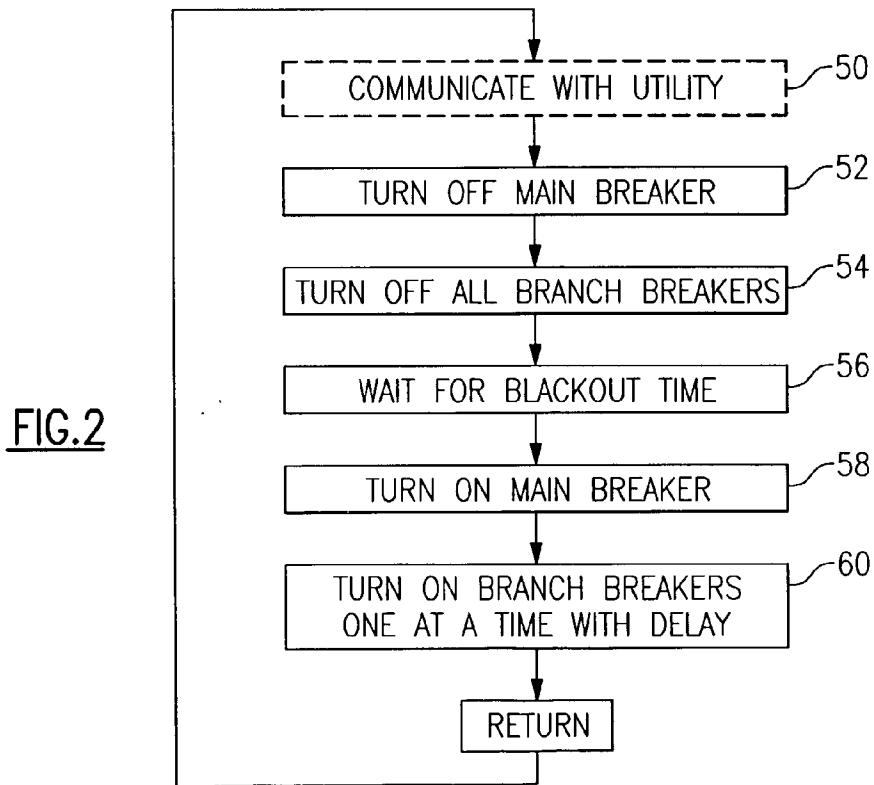 COMMUNICATE WITH UTILITY
50
TURN OFF MAIN BREAKER
52
TURN OFF ALL BRANCH BREAKERS
54
WAIT FOR BLACKOUT TIME
56
FIG.2
TURN ON MAIN BREAKER
58
TURN ON BRANCH BREAKERS
ONE AT A TIME WITH DELAY
60
RETURN